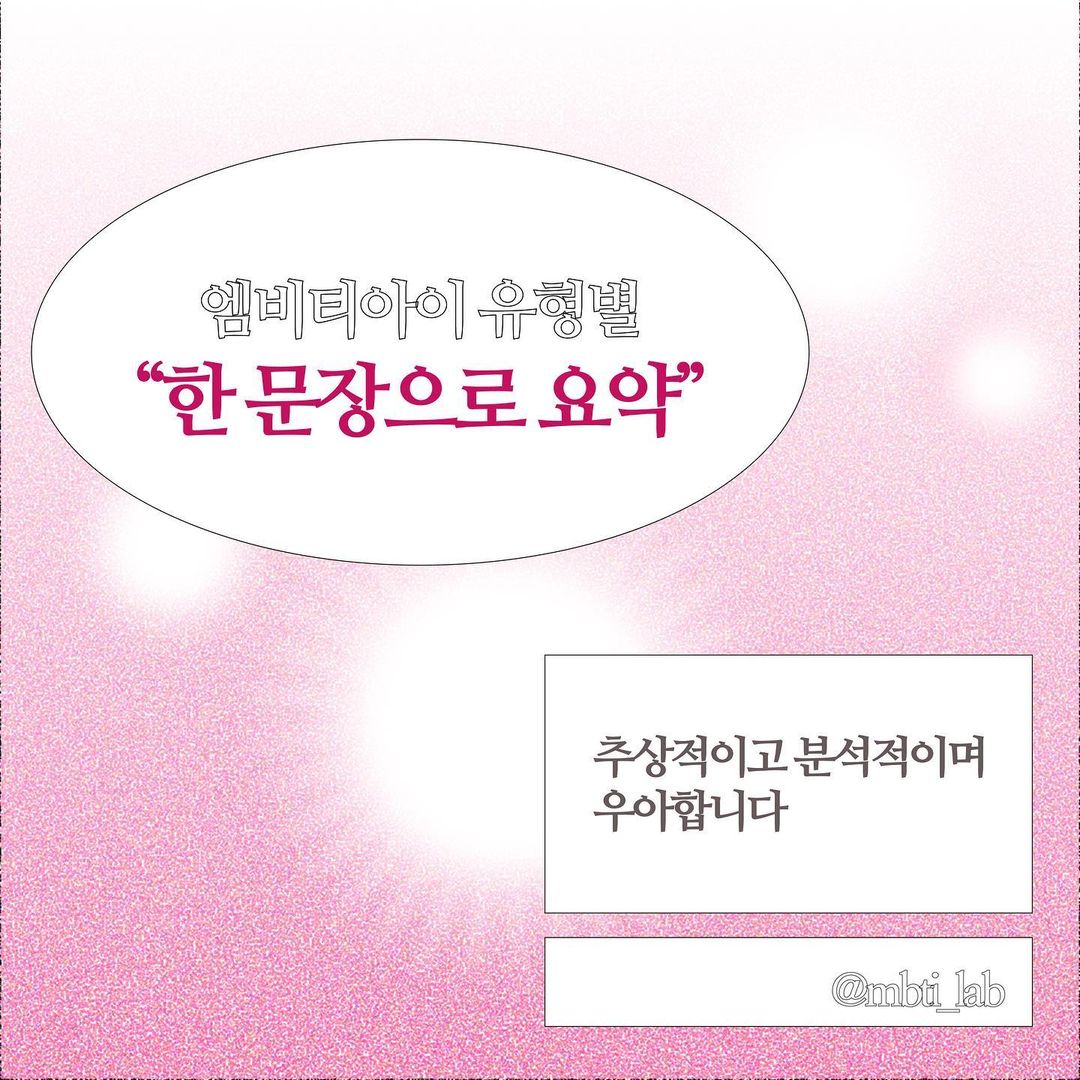 엠비티아이 유형별
“한 문장으로 요약”
추상적이고 분석적이며
우아합니다
@mbti_lab